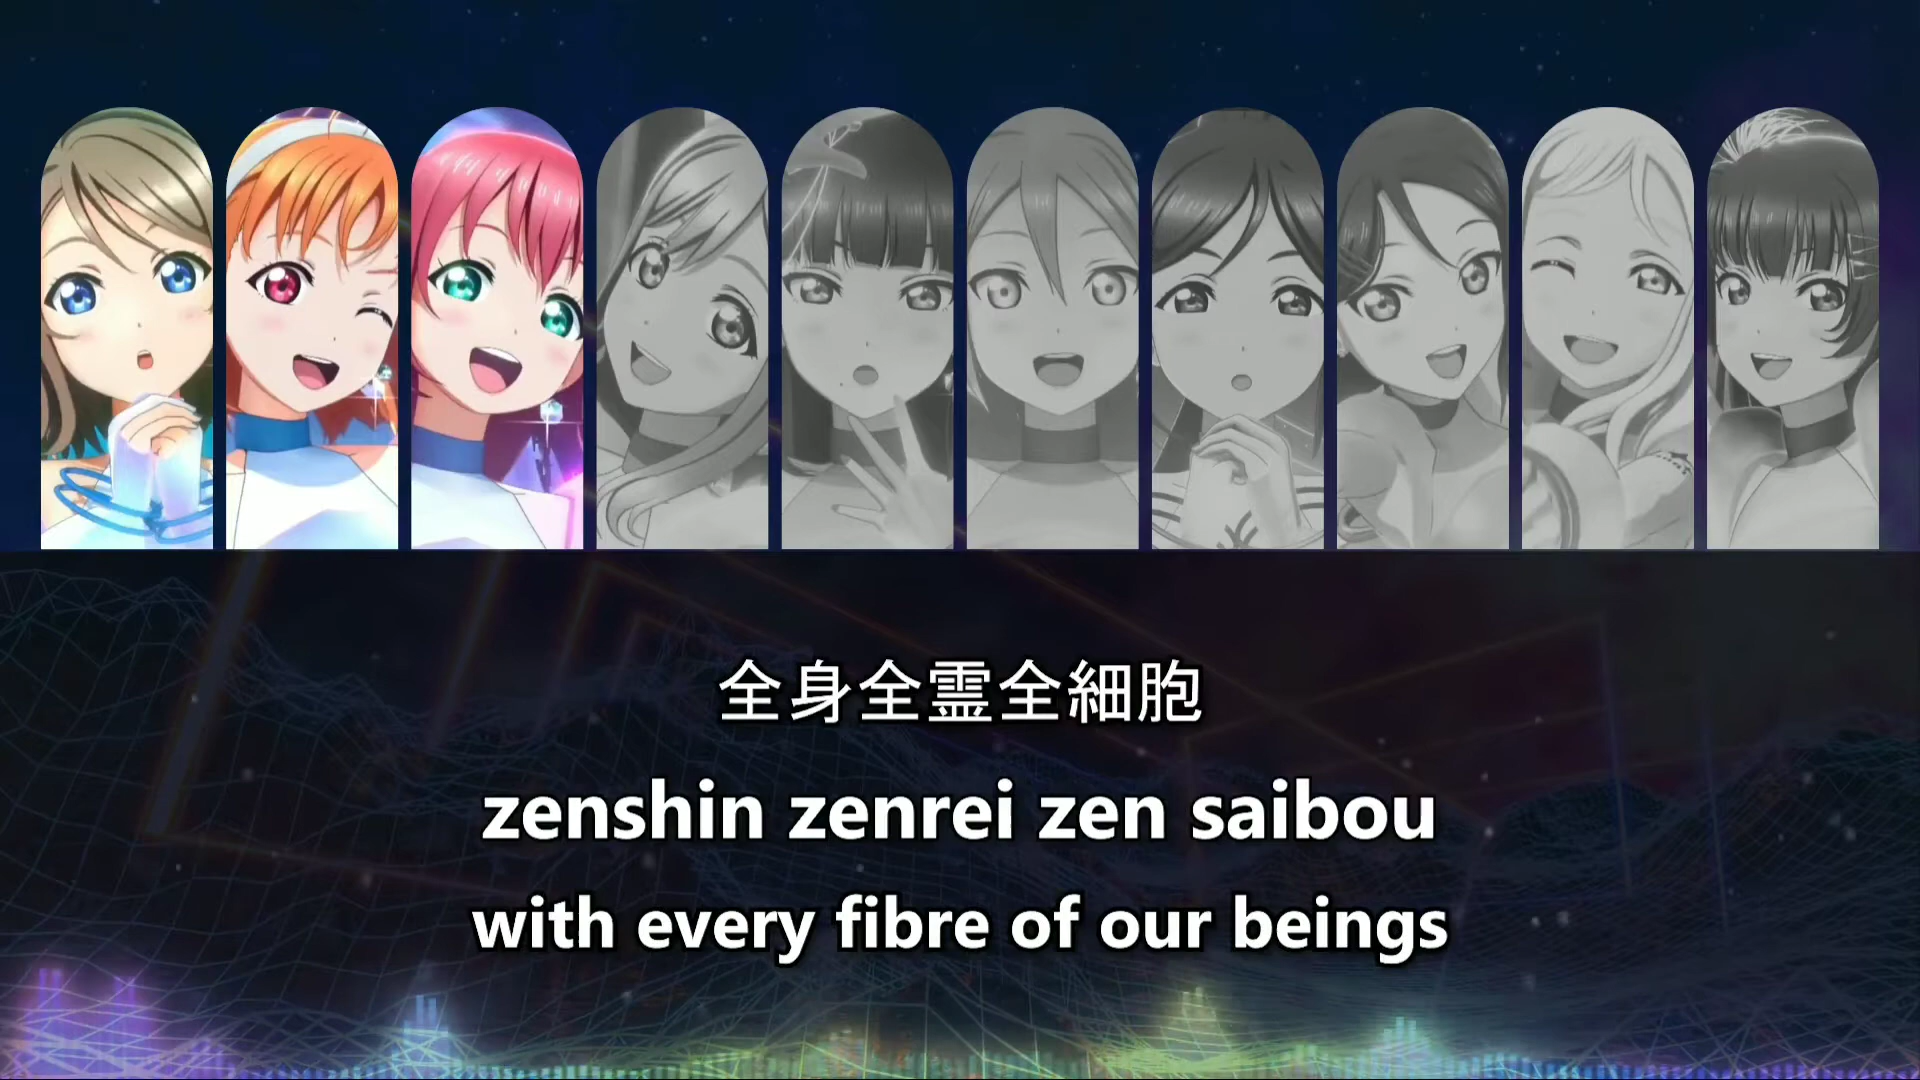 全身全霊全細胞
zenshin zenrei zen saibou
with every fibre of our beings